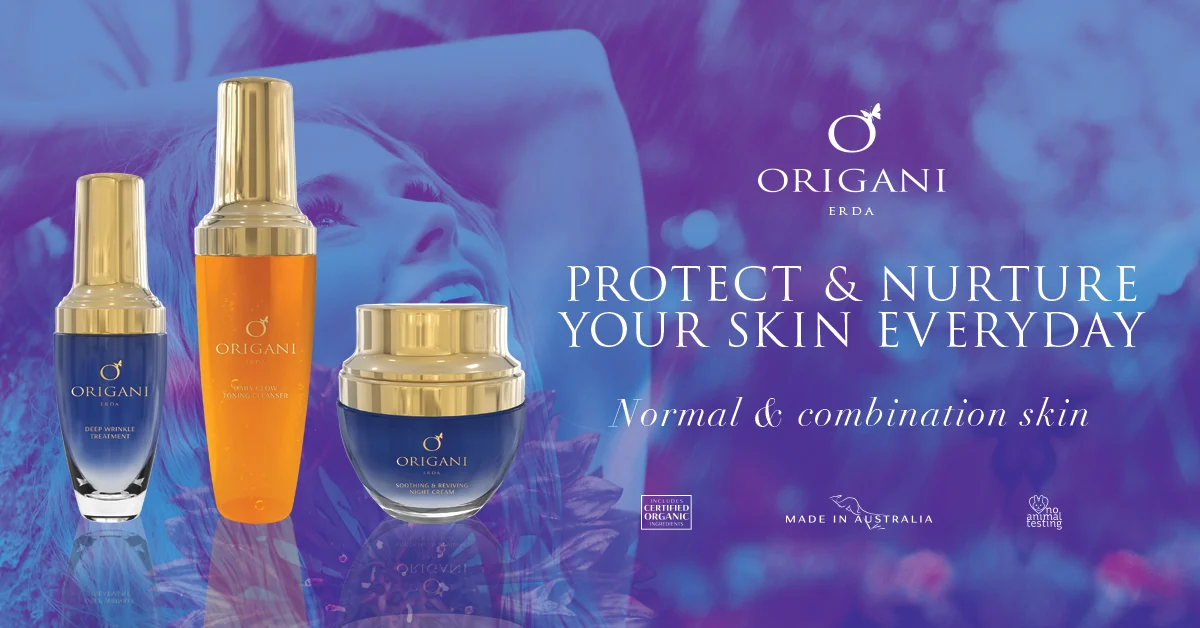 ORIGANI
ERDA
PROTECT & NURTURE
YOUR SKIN EVERYDAY
Normal & combination skin
INCLUDES
CERTIFIED
ORGANIC
INGREDIENTS
MADE IN AUSTRALIA
no
animal
testing
ORIGANI
ERDA
DEEP WRINKLE
TREATMENT
ORIGANI
ERDA
GLOW
TONING CLEANSER
ORIGANI
ERDA
SOOTHING & REVIVING
NIGHT CREAM